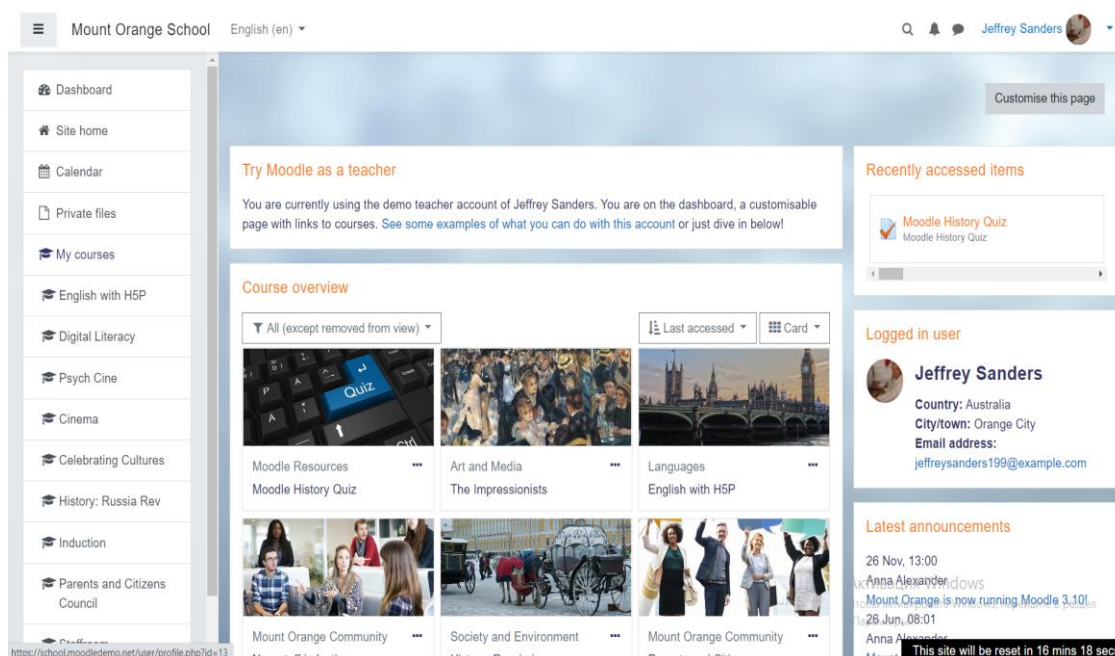 Mount Orange School
English (en)
Jeffrey Sanders
Dashboard
Site home
Calendar
Private files
My courses
English with H5P
Digital Literacy
Psych Cine
Cinema
Celebrating Cultures
History: Russia Rev
Induction
Parents and Citizens
Council
Staffroom
https://school.moodledemo.net/user/profile.php?id=13
Customise this page
Try Moodle as a teacher
You are currently using the demo teacher account of Jeffrey Sanders. You are on the dashboard, a customisable
page with links to courses. See some examples of what you can do with this account or just dive in below!
Course overview
All (except removed from view)
Last accessed
Card
Quiz
Ctrl
Moodle Resources
Moodle History Quiz
Art and Media
The Impressionists
Languages
English with H5P
Mount Orange Community
Society and Environment
Mount Orange Community
Recently accessed items
Moodle History Quiz
Moodle History Quiz
Logged in user
Jeffrey Sanders
Country: Australia
City/town: Orange City
Email address:
jeffreysanders199@example.com
Latest announcements
26 Nov, 13:00
Anna Alexander
Mount Orange is now running Moodle 3.10!
28 Jun, 08:01
Anna Alexander
This site will be reset in 16 mins 18 sec